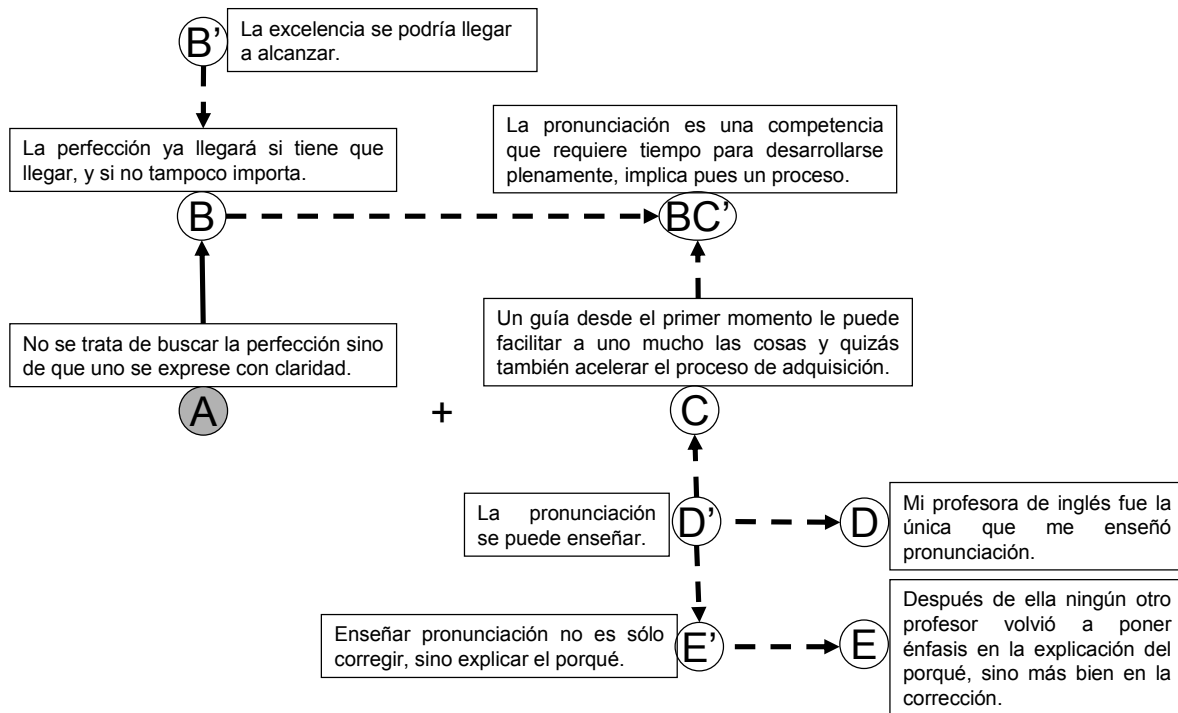 B'
La excelencia se podría llegar
a alcanzar.
La perfección ya llegará si tiene que
llegar, y si no tampoco importa.
B
La pronunciación es una competencia
que requiere tiempo para desarrollarse
plenamente, implica pues un proceso.
BC'
No se trata de buscar la perfección sino
de que uno se exprese con claridad.
A
+
Un guía desde el primer momento le puede
facilitar a uno mucho las cosas y quizás
también acelerar el proceso de adquisición.
C
La pronunciación
se puede enseñar.
D'
D
Mi profesora de inglés fue la
única que me enseñó
pronunciación.
Enseñar pronunciación no es sólo
corregir, sino explicar el porqué.
E'
E
Después de ella ningún otro
profesor volvió a poner
énfasis en la explicación del
porqué, sino más bien en la
corrección.